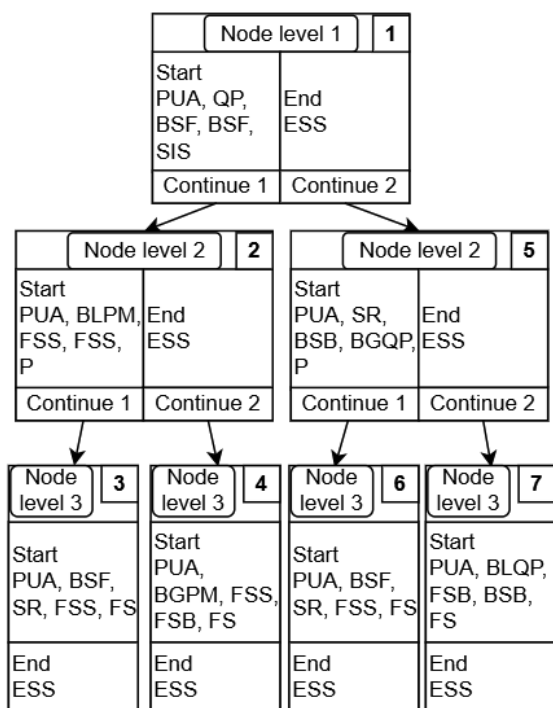 Node level 1
1
Start
PUA, QP,
BSF, BSF,
SIS
End
ESS
Continue 1
Continue 2
Node level 2
2
Start
PUA, BLPM,
FSS, FSS,
P
End
ESS
Continue 1
Continue 2
Node level 2
5
Start
PUA, SR,
BSB, BGQP,
P
End
ESS
Continue 1
Continue 2
Node
level 3
3
Start
PUA, BSF,
SR, FSS, FS
End
ESS
Node
level 3
4
Start
PUA,
BGPM, FSS,
FSB, FS
End
ESS
Node
level 3
6
Start
PUA, BSF,
SR, FSS, FS
End
ESS
Node
level 3
7
Start
PUA, BLQP,
FSB, BSB,
FS
End
ESS